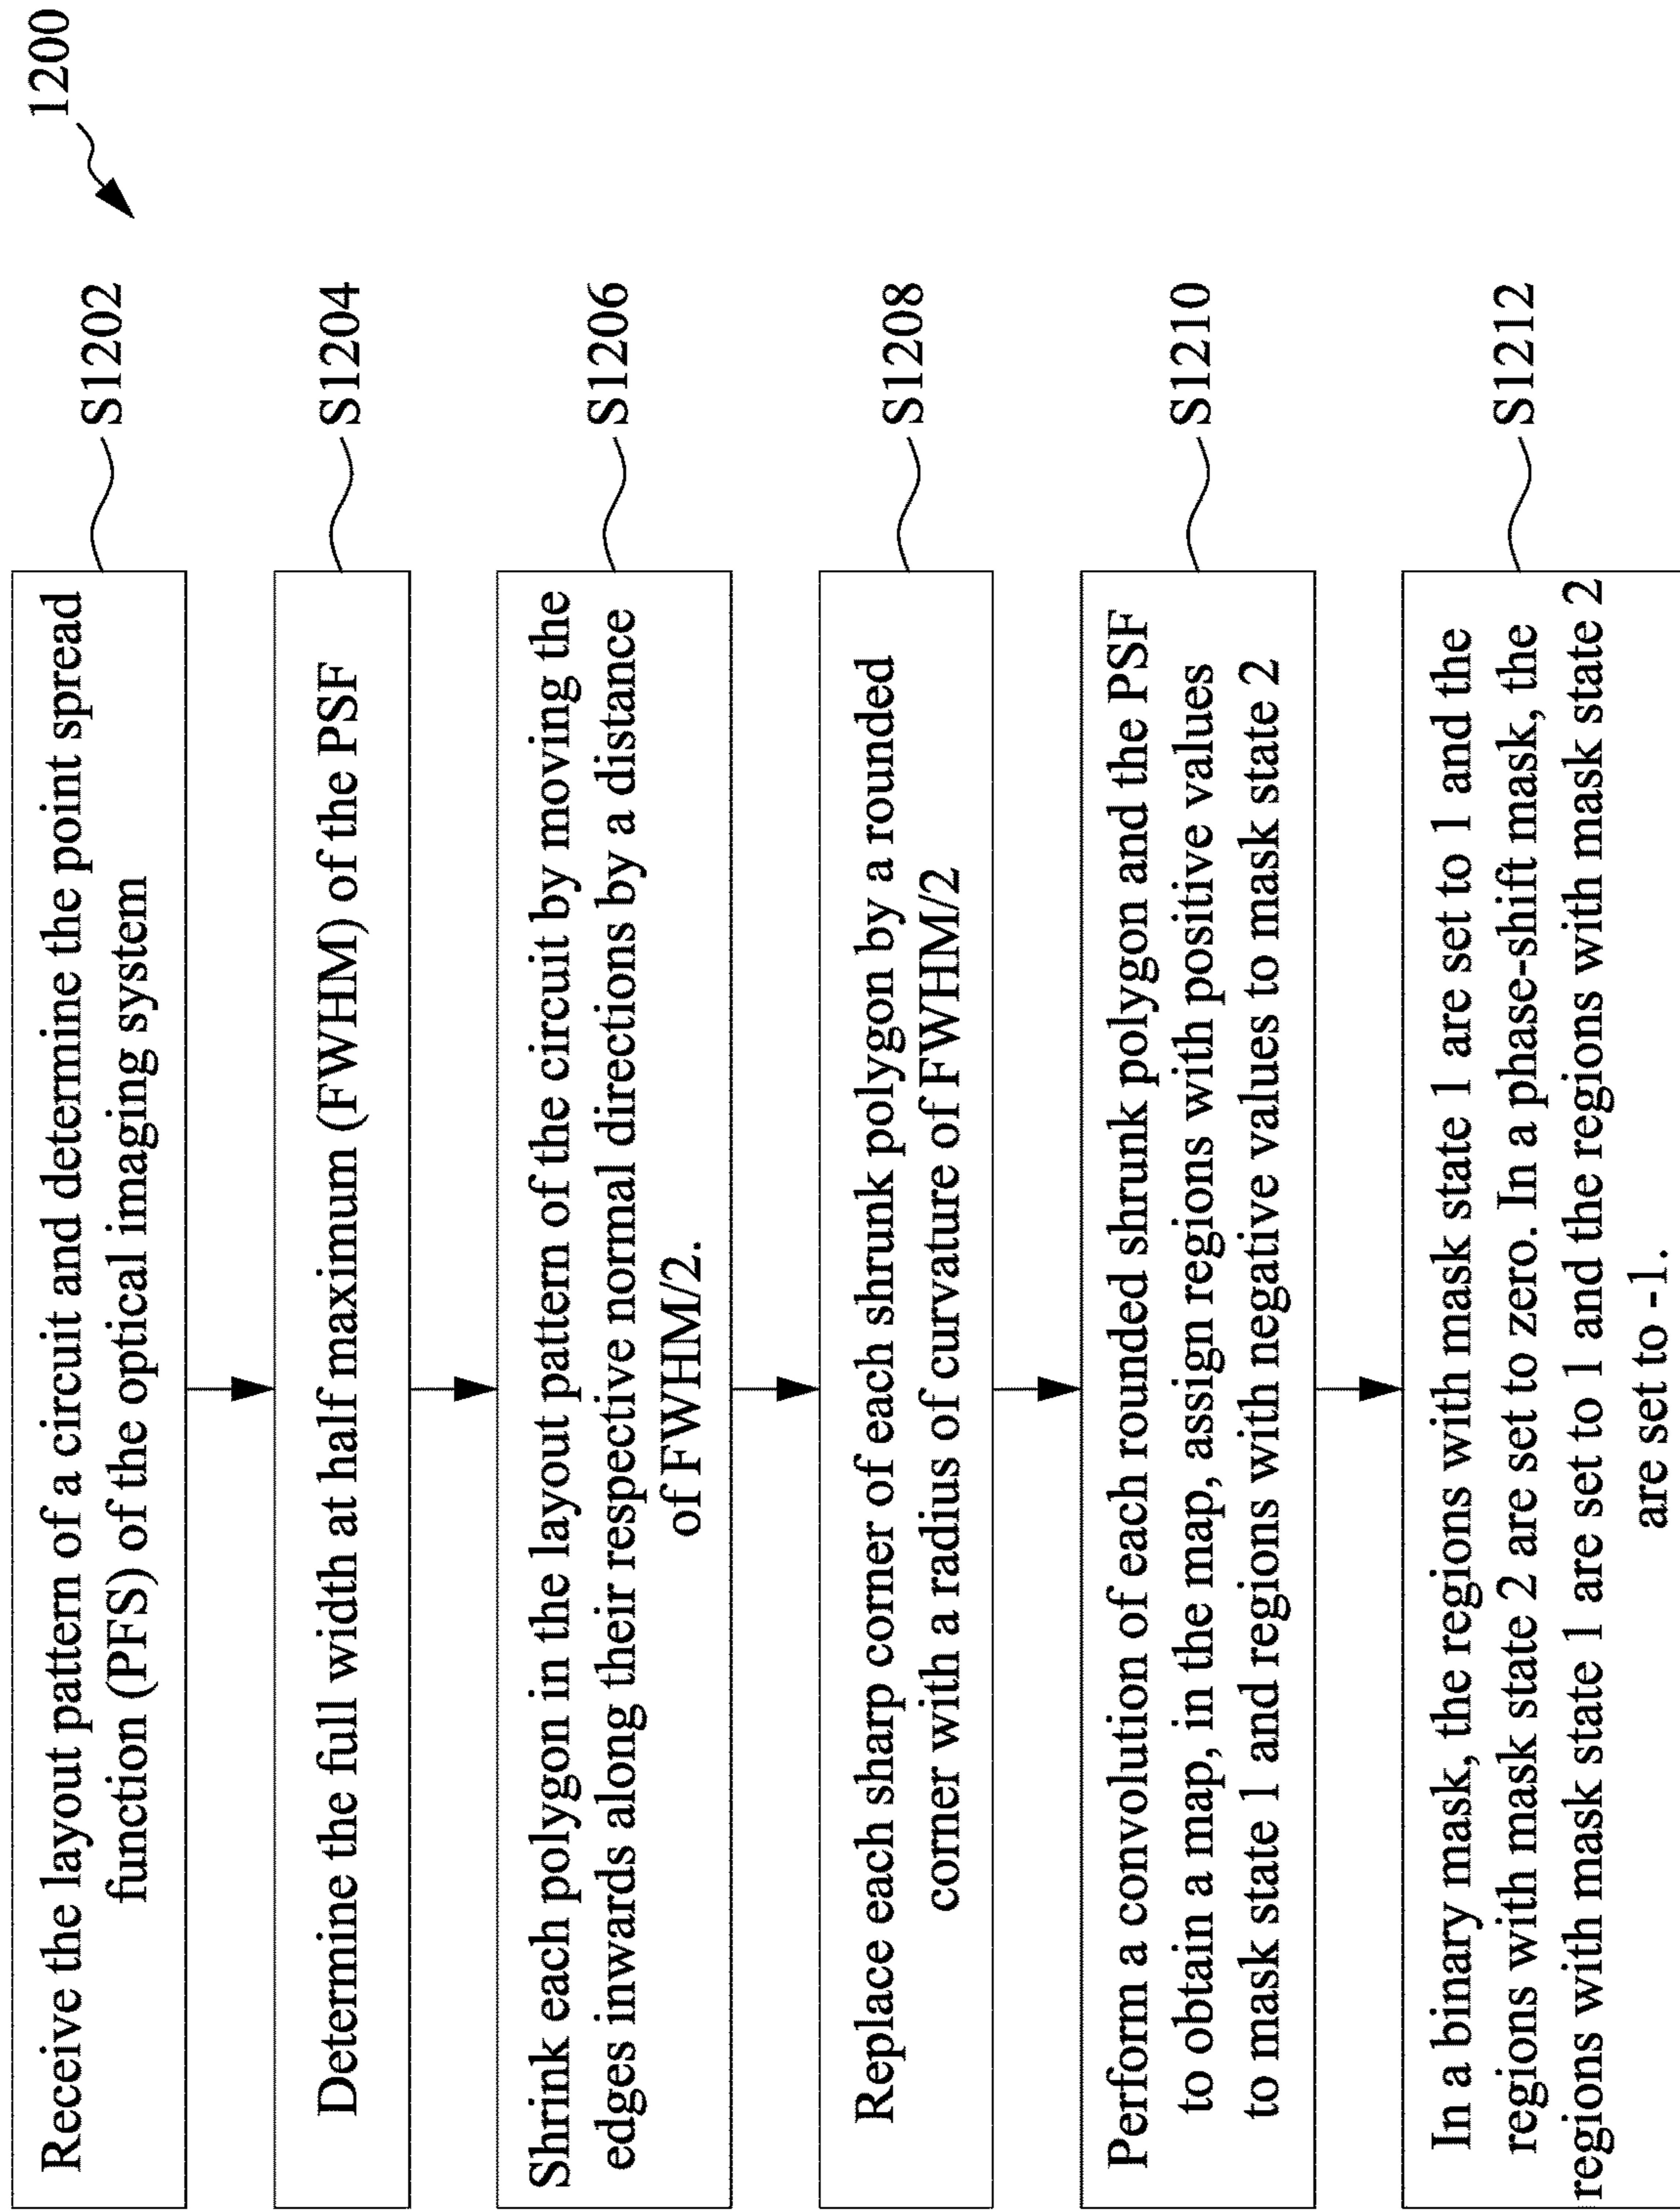 1200
Receive the layout pattern of a circuit and determine the point spread
function (PFS) of the optical imaging system
S1202
Determine the full width at half maximum (FWHM) of the PSF
S1204
Shrink each polygon in the layout pattern of the circuit by moving the
edges inwards along their respective normal directions by a distance
of FWHM/2.
S1206
Replace each sharp corner of each shrunk polygon by a rounded
corner with a radius of curvature of FWHM/2
S1208
Perform a convolution of each rounded shrunk polygon and the PSF
to obtain a map, in the map, assign regions with positive values
to mask state 1 and regions with negative values to mask state 2
S1210
In a binary mask, the regions with mask state 1 are set to 1 and the
regions with mask state 2 are set to zero. In a phase-shift mask, the
regions with mask state 1 are set to 1 and the regions with mask state 2
are set to -1.
S1212